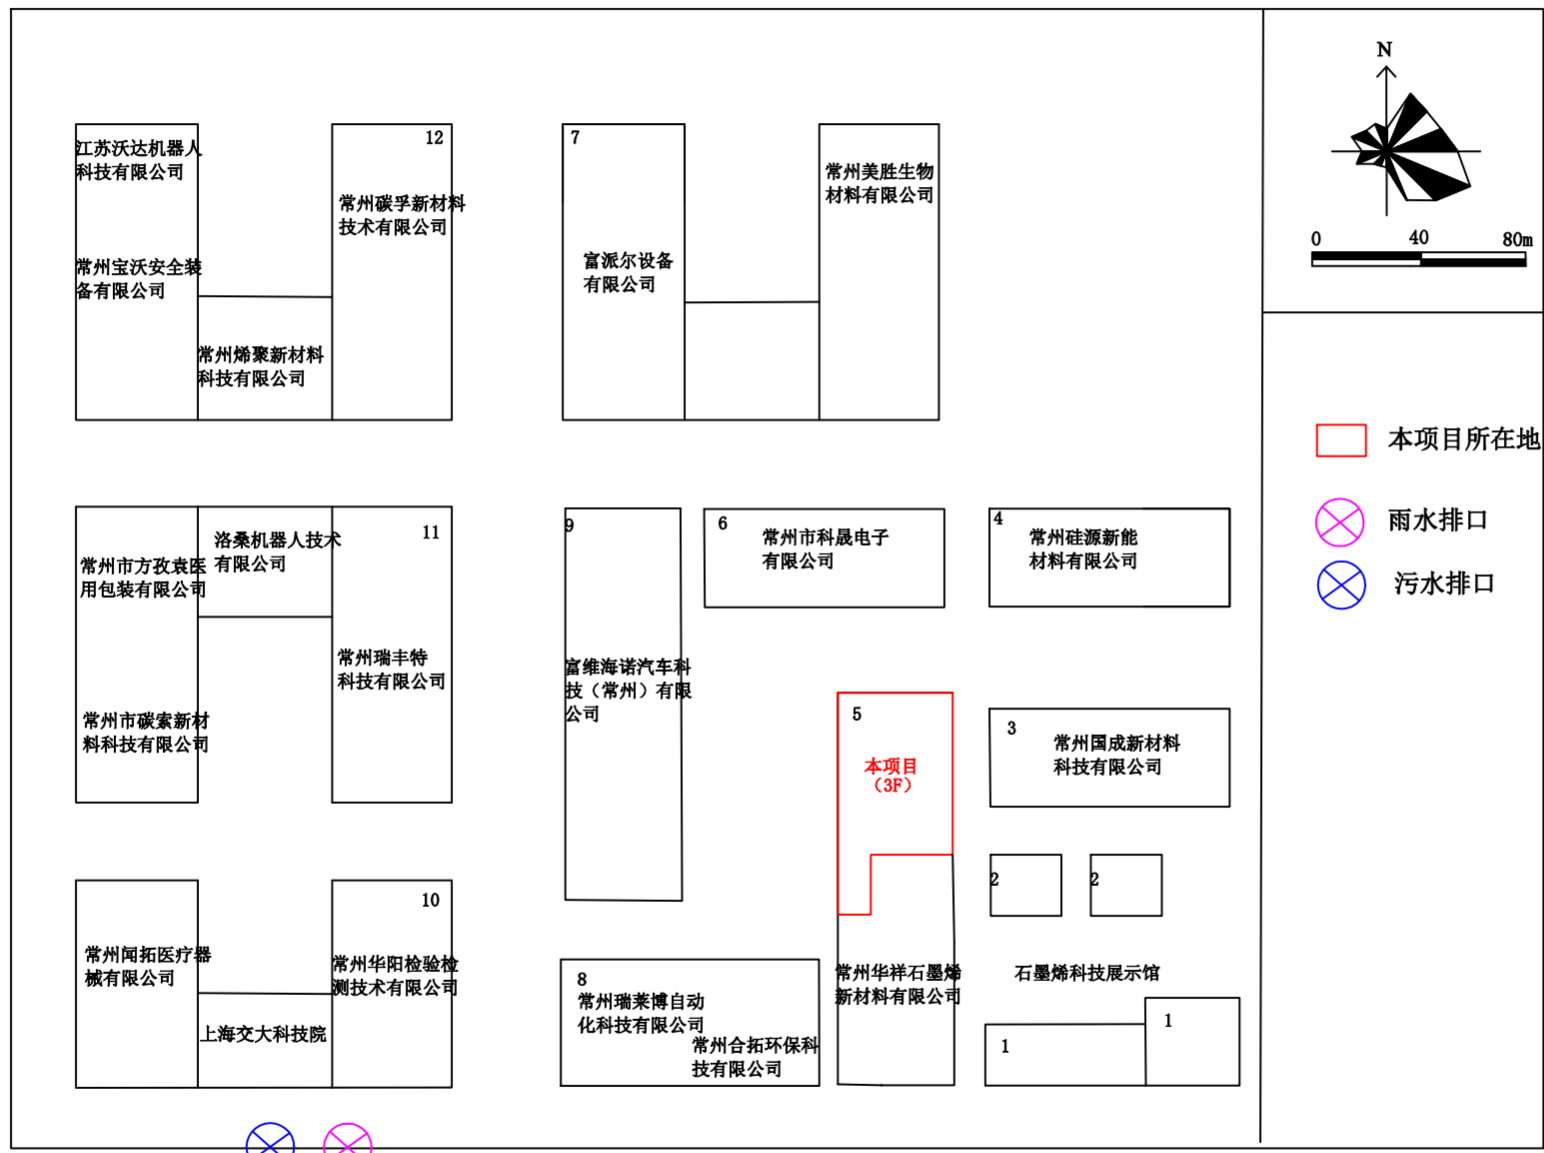 江苏沃达机器人
科技有限公司
常州宝沃安全装
备有限公司
12
常州碳孚新材料
技术有限公司
常州烯聚新材料
科技有限公司
7
富派尔设备
有限公司
常州美胜生物
材料有限公司
N
0 40 80m
本项目所在地
雨水排口
污水排口
洛桑机器人技术
有限公司
11
常州市方孜袁医
用包装有限公司
常州瑞丰特
科技有限公司
常州市碳索新材
料科技有限公司
9
富维海诺汽车科
技（常州）有限
公司
6
常州市科晟电子
有限公司
4
常州硅源新能
材料有限公司
5
本项目
（3F）
3
常州国成新材料
科技有限公司
2
2
10
常州闻拓医疗器
械有限公司
常州华阳检验检
测技术有限公司
上海交大科技院
8
常州瑞莱博自动
化科技有限公司
常州合拓环保科
技有限公司
常州华祥石墨烯
新材料有限公司
石墨烯科技展示馆
1
1